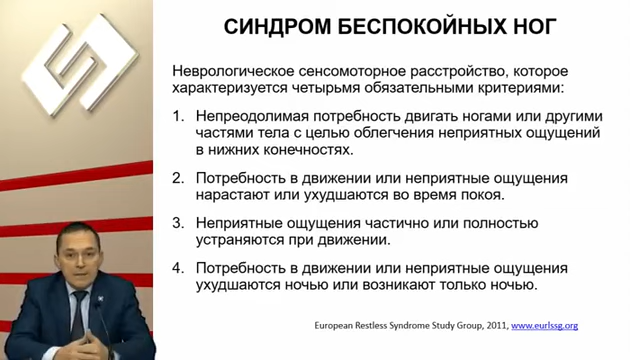 СИНДРОМ БЕСПОКОЙНЫХ НОГ
Неврологическое сенсомоторное расстройство, которое
характеризуется четырьмя обязательными критериями:
1. Непреодолимая потребность двигать ногами или другими
частями тела с целью облегчения неприятных ощущений
в нижних конечностях.
2. Потребность в движении или неприятные ощущения
нарастают или ухудшаются во время покоя.
3. Неприятные ощущения частично или полностью
устраняются при движении.
4. Потребность в движении или неприятные ощущения
ухудшаются ночью или возникают только ночью.
European Restless Syndrome Study Group, 2011, www.eurlssg.org